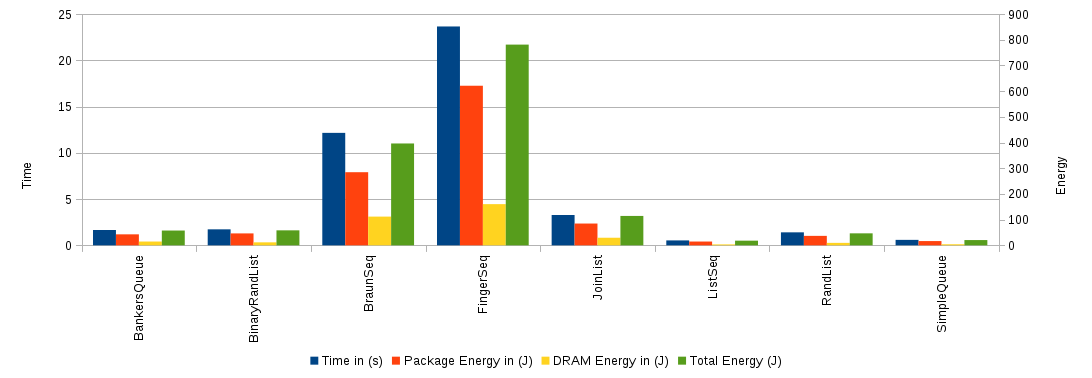 25
20
15
10
5
0
Time
900
800
700
600
500
400
300
200
100
0
Energy
BankersQueue
BinaryRandList
BraunSeq
FingerSeq
JoinList
ListSeq
RandList
SimpleQueue
Time in (s) Package Energy in (J) DRAM Energy in (J) Total Energy (J)